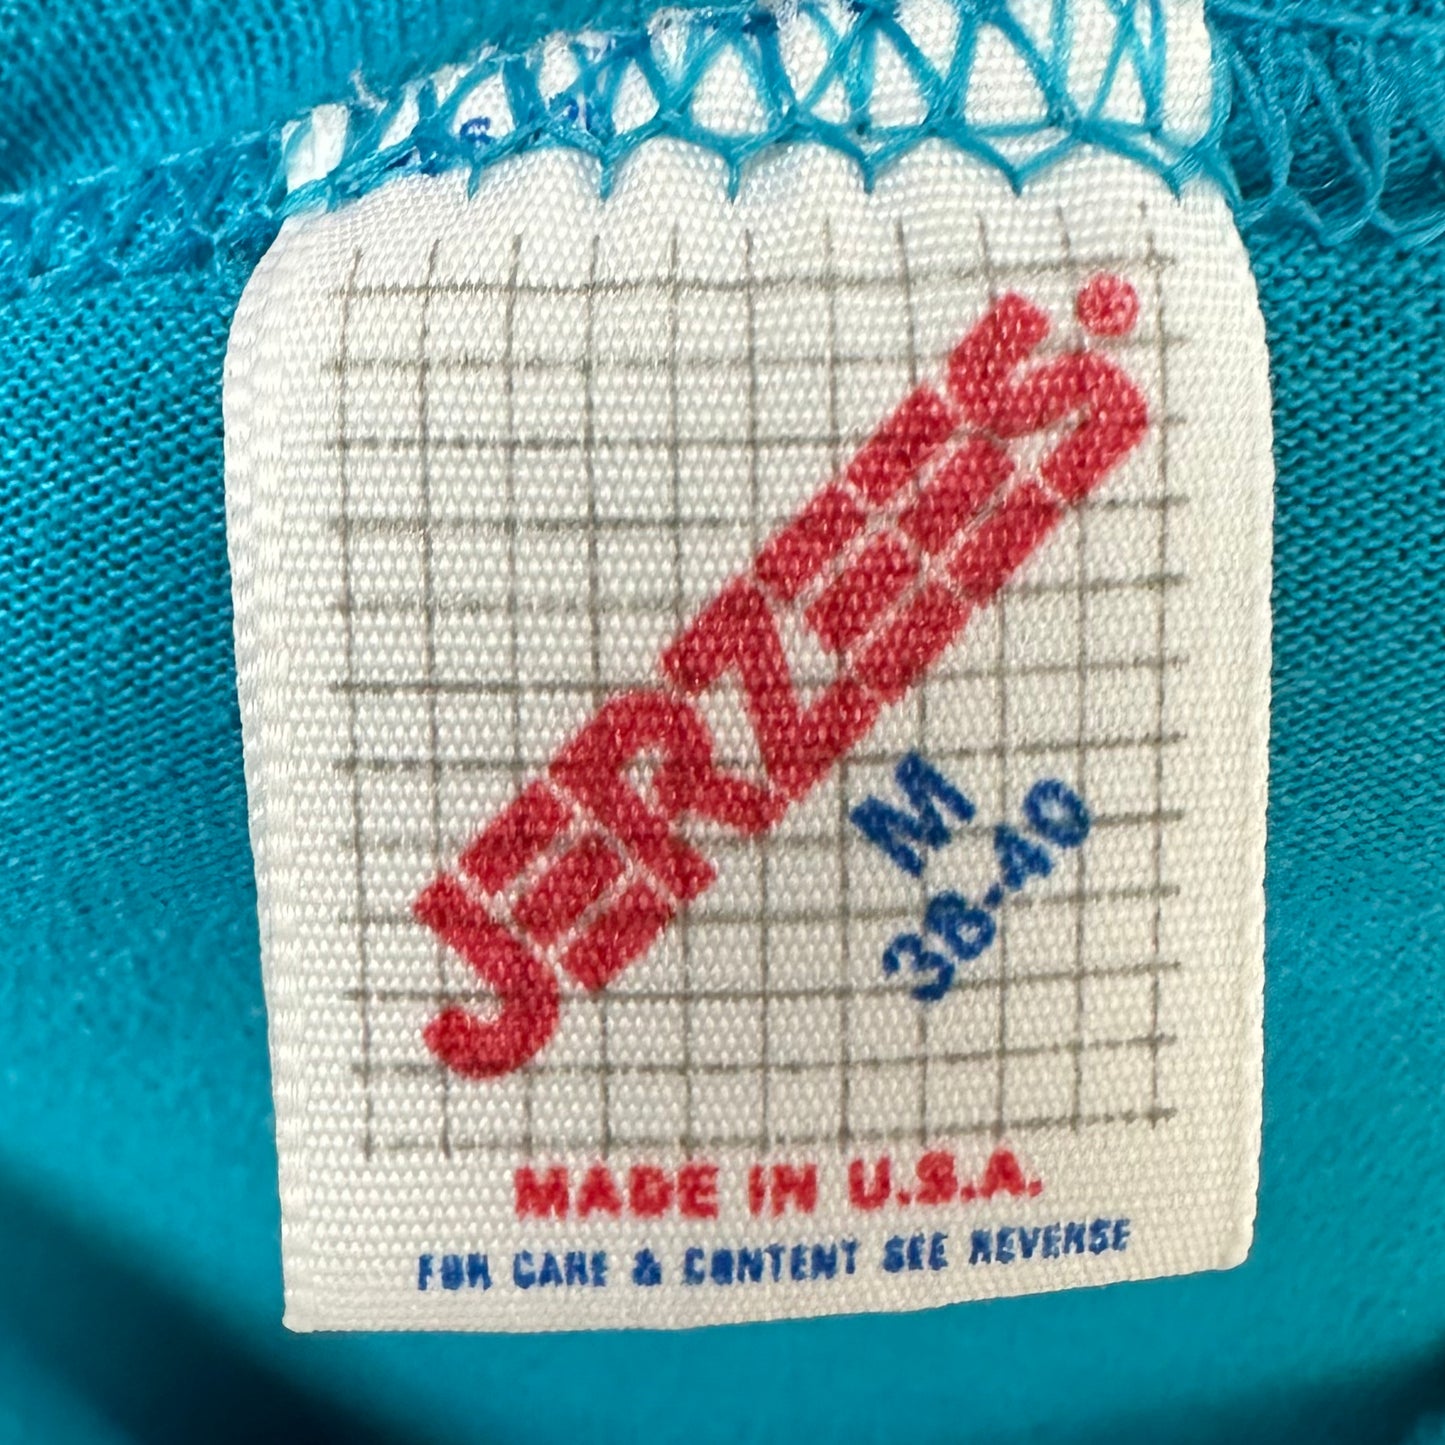 JERZEES.
M
38-40
MADE IN U.S.A.
FOR CARE & CONTENT SEE REVERSE